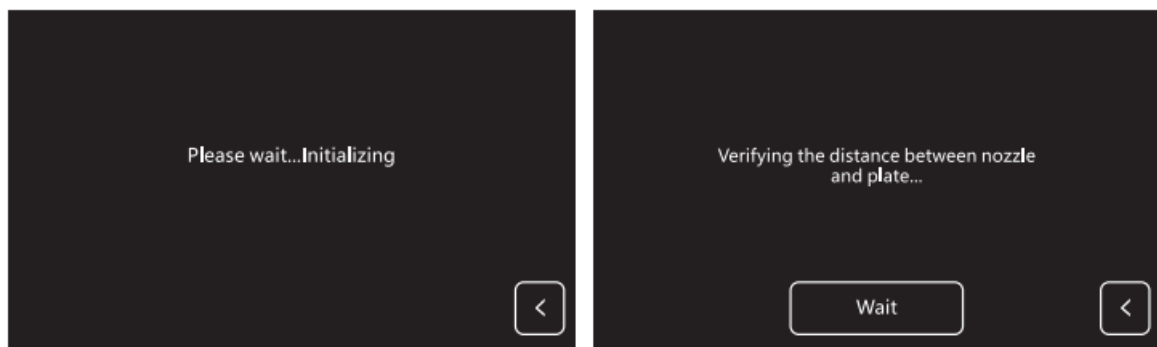 Please wait...Initializing
<
Verifying the distance between nozzle
and plate...
Wait
<